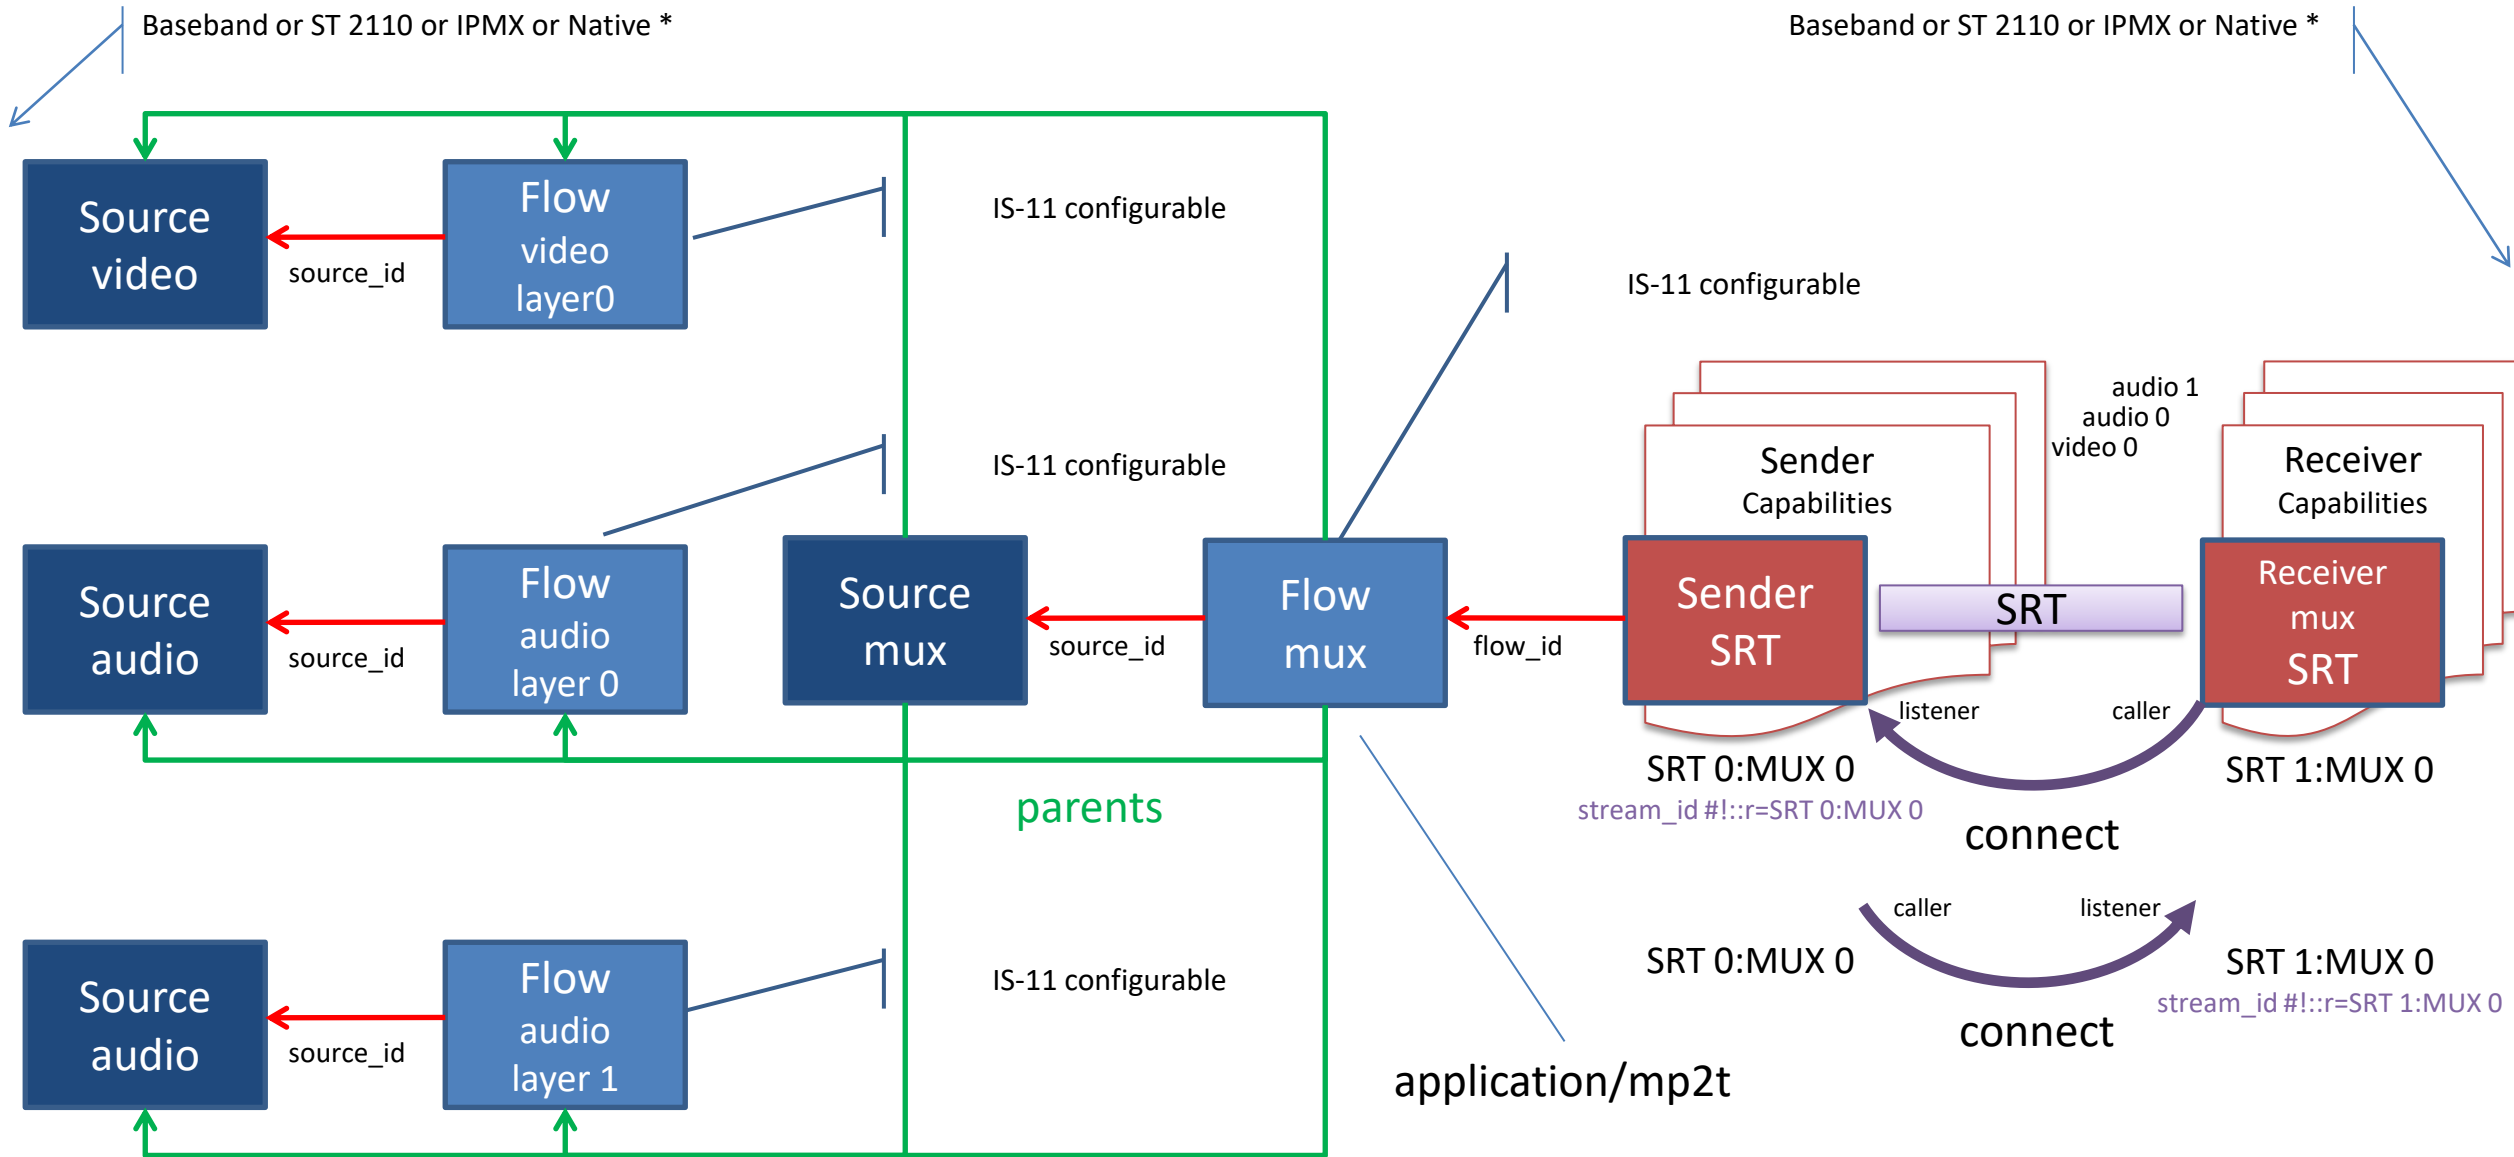 Baseband or ST 2110 or IPMX or Native *
Baseband or ST 2110 or IPMX or Native *
Source
video
source_id
Flow
video
layer0
IS-11 configurable
IS-11 configurable
Source
audio
source_id
Flow
audio
layer 0
IS-11 configurable
Source
mux
source_id
Flow
mux
flow_id
audio 1
audio 0
video 0
Sender
Capabilities
Sender
SRT
SRT
Receiver
Capabilities
Receiver
mux
SRT
listener
caller
SRT 0:MUX 0
stream_id #!::r=SRT 0:MUX 0
SRT 1:MUX 0
connect
parents
caller
listener
SRT 0:MUX 0
SRT 1:MUX 0
stream_id #!::r=SRT 1:MUX 0
connect
Source
audio
source_id
Flow
audio
layer 1
IS-11 configurable
application/mp2t